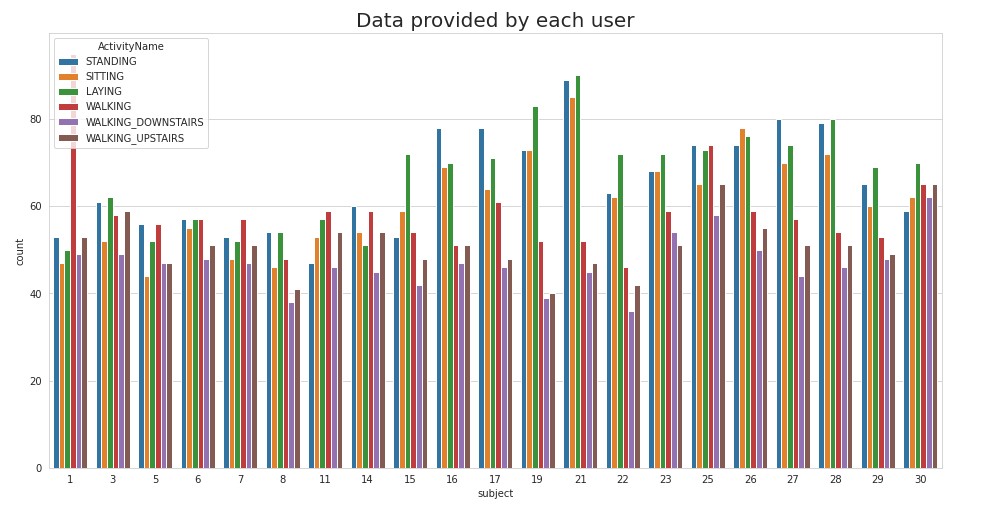 Data provided by each user
ActivityName
STANDING
SITTING
LAYING
WALKING
WALKING_DOWNSTAIRS
WALKING_UPSTAIRS
80
60
40
20
0
count
1 3 5 6 7 8 11 14 15 16 17 19 21 22 23 25 26 27 28 29 30
subject